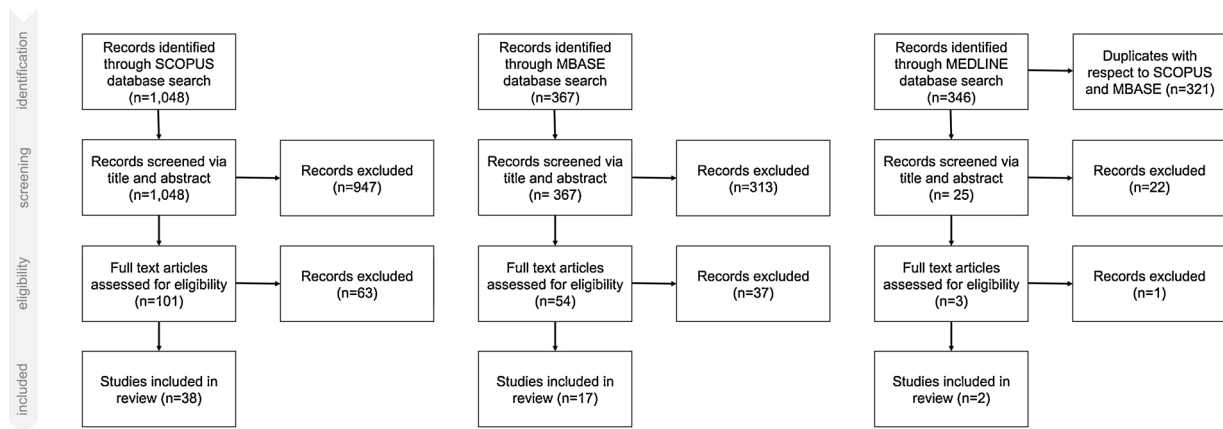 identification
Records identified
through SCOPUS
database search
(n=1,048)
Records identified
through MBASE
database search
(n=367)
Records identified
through MEDLINE
database search
(n=346)
Duplicates with
respect to SCOPUS
and MBASE (n=321)
screening
Records screened via
title and abstract
(n=1,048)
Records excluded
(n=947)
Records screened via
title and abstract
(n= 367)
Records excluded
(n=313)
Records screened via
title and abstract
(n= 25)
Records excluded
(n=22)
eligibility
Full text articles
assessed for eligibility
(n=101)
Records excluded
(n=63)
Full text articles
assessed for eligibility
(n=54)
Records excluded
(n=37)
Full text articles
assessed for eligibility
(n=3)
Records excluded
(n=1)
included
Studies included in
review (n=38)
Studies included in
review (n=17)
Studies included in
review (n=2)